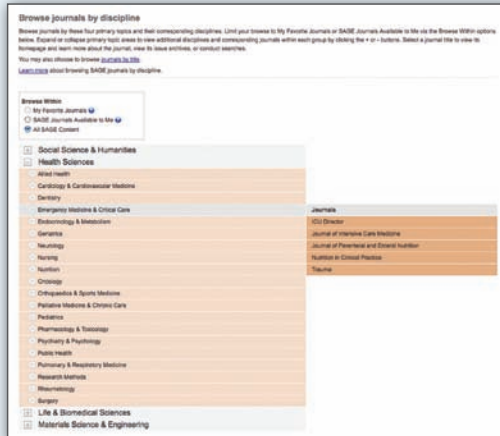 Browse journals by discipline
Browse journals by these four primary topics and their corresponding disciplines. Limit your browse to My Favorite Journals or SAGE Journals Available to Me via the Browse Within options
below. Expand or collapse primary topic areas to view additional disciplines and corresponding journals within each group by clicking the + or - buttons. Select a journal title to view its
homepage and learn more about the journal, view its issue archives, or conduct searches.
You may also choose to browse journals by title.
Learn more about browsing SAGE journals by discipline.
Browse Within
My Favorite Journals
SAGE Journals Available to Me
All SAGE Content
Social Science & Humanities
Health Sciences
Allied Health
Cardiology & Cardiovascular Medicine
Dentistry
Emergency Medicine & Critical Care Journals
Endocrinology & Metabolism ICU Director
Geriatrics Journal of Intensive Care Medicine
Neurology Journal of Parenteral and Enteral Nutrition
Nursing Nutrition in Clinical Practice
Nutrition Trauma
Oncology
Orthopaedics & Sports Medicine
Palliative Medicine & Chronic Care
Pediatrics
Pharmacology & Toxicology
Psychiatry & Psychology
Public Health
Pulmonary & Respiratory Medicine
Research Methods
Rheumatology
Surgery
Life & Biomedical Sciences
Materials Science & Engineering